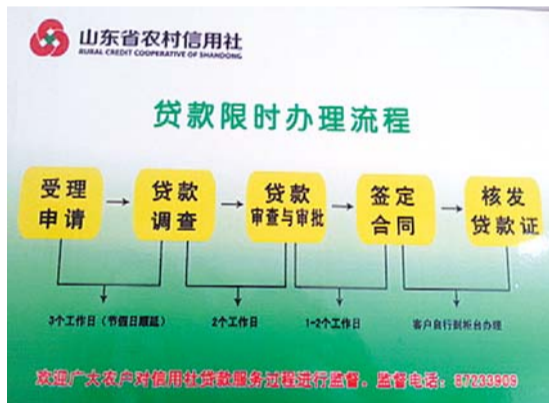 山东省农村信用社
RURAL CREDIT COOPERATIVE OF SHANDONG
贷款限时办理流程
受理
申请
贷款
调查
贷款
审查与审批
签定
合同
核发
贷款证
3个工作日（节假日顺延）
2个工作日
1-2个工作日
客户自行到柜台办理
欢迎广大农户对信用社贷款服务过程进行监督。监督电话：87233909